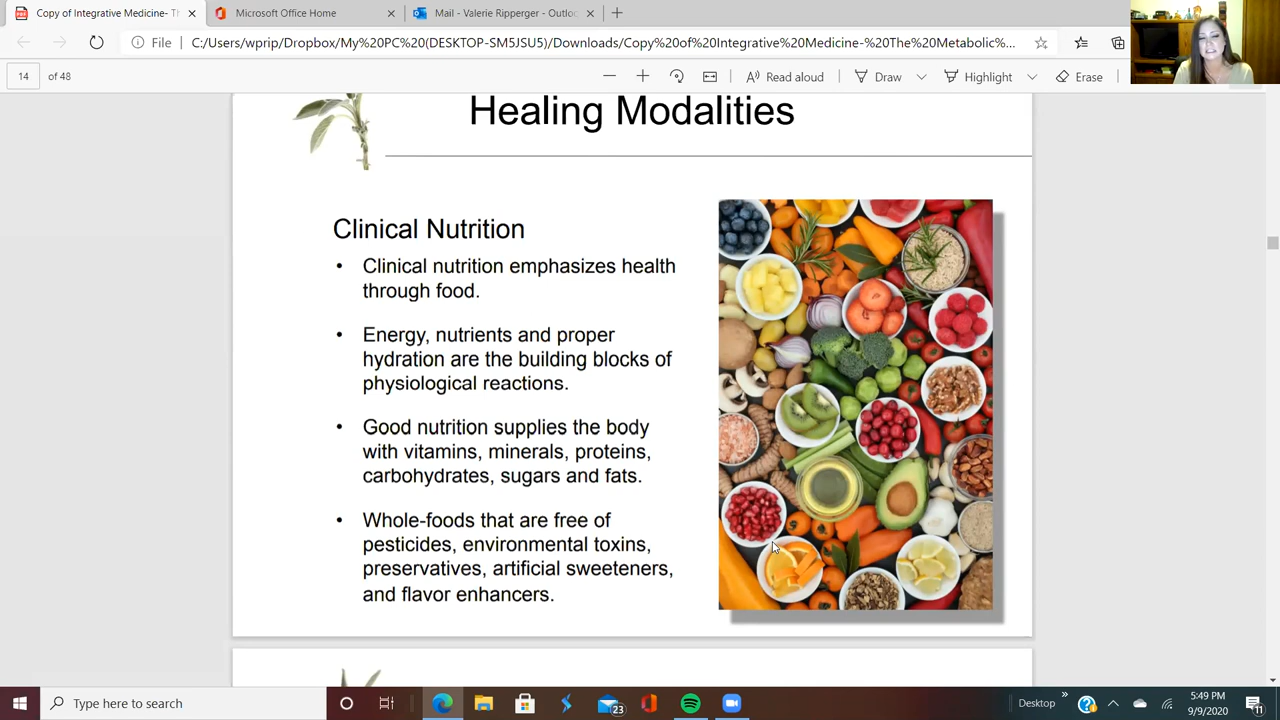 Copy of Integrative Medicine- Th
Microsoft Office Home
Mail - Valerie Ripperger - Outloo
File
C:/Users/wprip/Dropbox/My%20PC%20(DESKTOP-SM5JSU5)/Downloads/Copy%20of%20Integrative%20Medicine-%20The%20Metabolic%...
14 of 48
Read aloud
Draw
Highlight
Erase
Healing Modalities
Clinical Nutrition
• Clinical nutrition emphasizes health
through food.
• Energy, nutrients and proper
hydration are the building blocks of
physiological reactions.
• Good nutrition supplies the body
with vitamins, minerals, proteins,
carbohydrates, sugars and fats.
• Whole-foods that are free of
pesticides, environmental toxins,
preservatives, artificial sweeteners,
and flavor enhancers.
Type here to search
23
Desktop
5:49 PM
9/9/2020
11